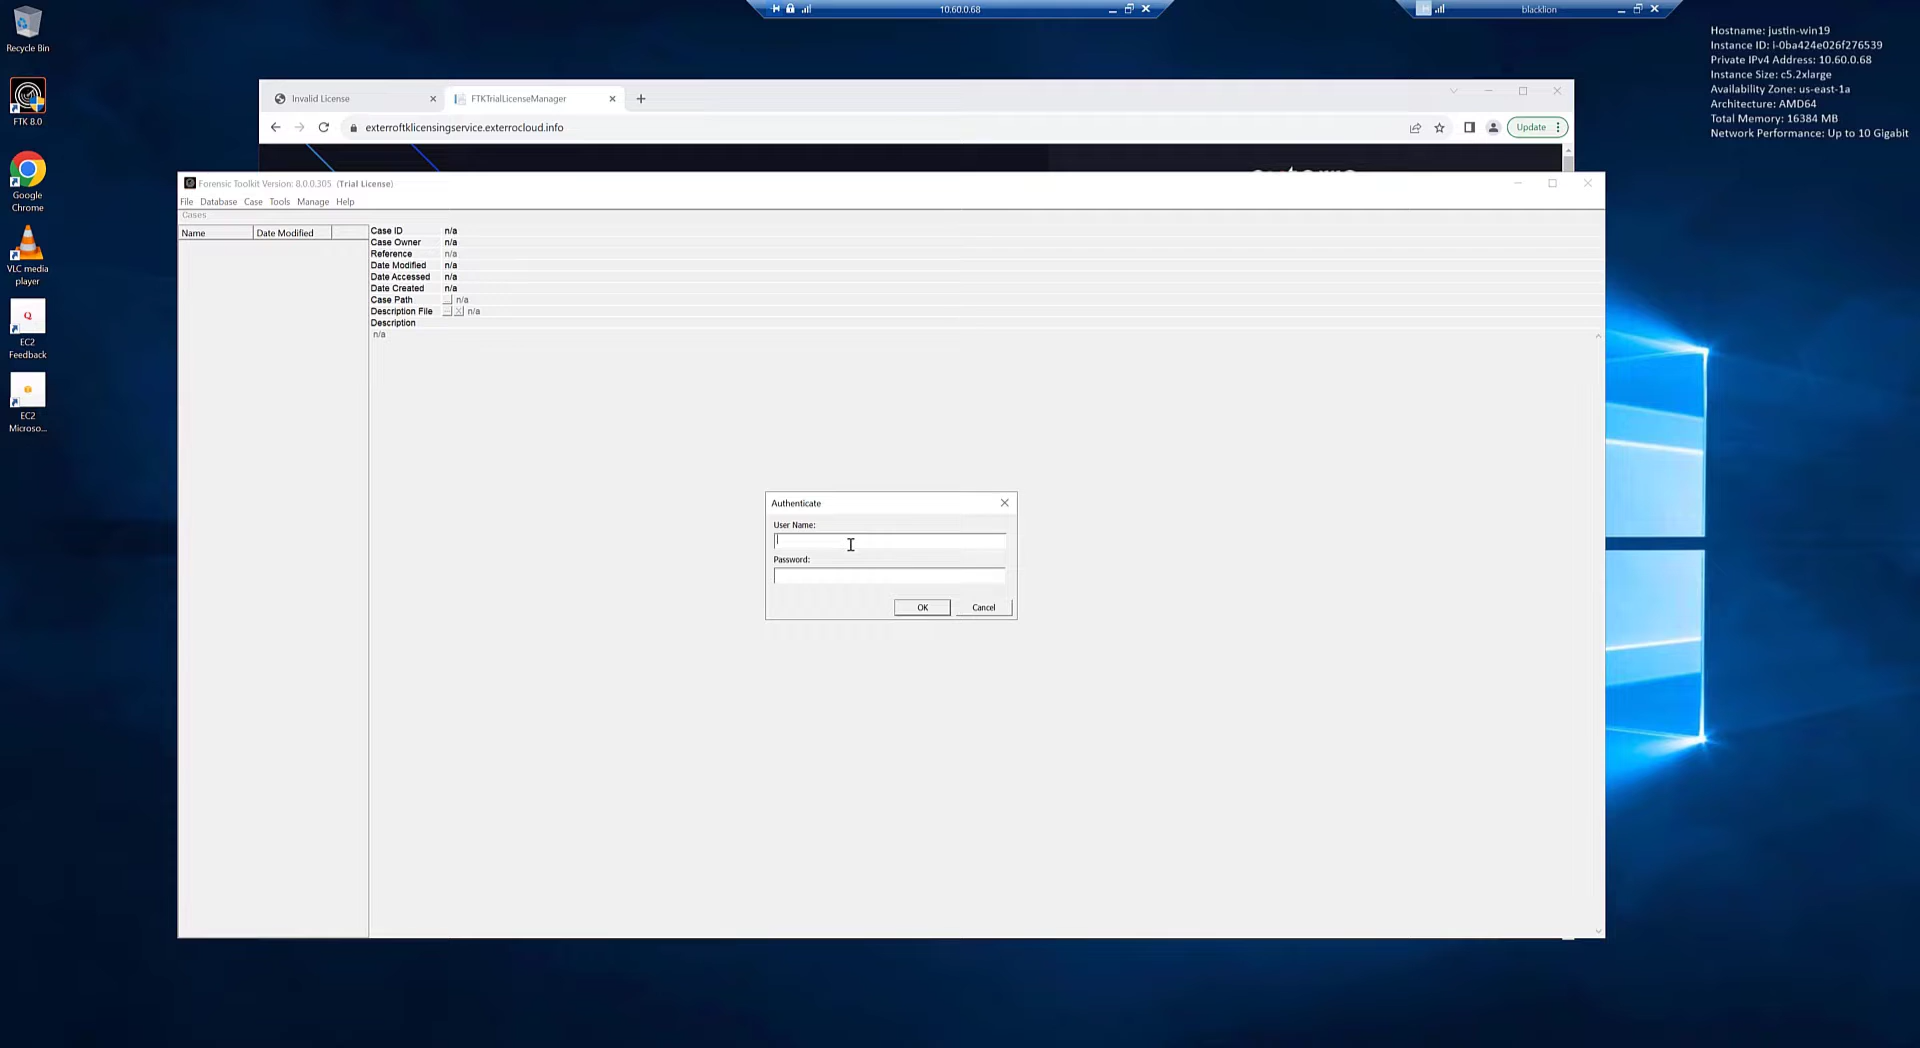 10.60.0.68
blacklion
Recycle Bin
FTK 8.0
Google
Chrome
VLC media
player
EC2
Feedback
EC2
Microso...
Hostname: justin-win19
Instance ID: i-0ba424e026f276539
Private IPv4 Address: 10.60.0.68
Instance Size: c5.2xlarge
Availability Zone: us-east-1a
Architecture: AMD64
Total Memory: 16384 MB
Network Performance: Up to 10 Gigabit
Invalid License
FTKTrialLicenseManager
exterroftklicensingservice.exterrocloud.info
Update
Forensic Toolkit Version: 8.0.0.305 (Trial License)
File Database Case Tools Manage Help
Cases
Name Date Modified
Case ID n/a
Case Owner n/a
Reference n/a
Date Modified n/a
Date Accessed n/a
Date Created n/a
Case Path ... n/a
Description File ... X n/a
Description
n/a
Authenticate
User Name:
Password:
OK Cancel